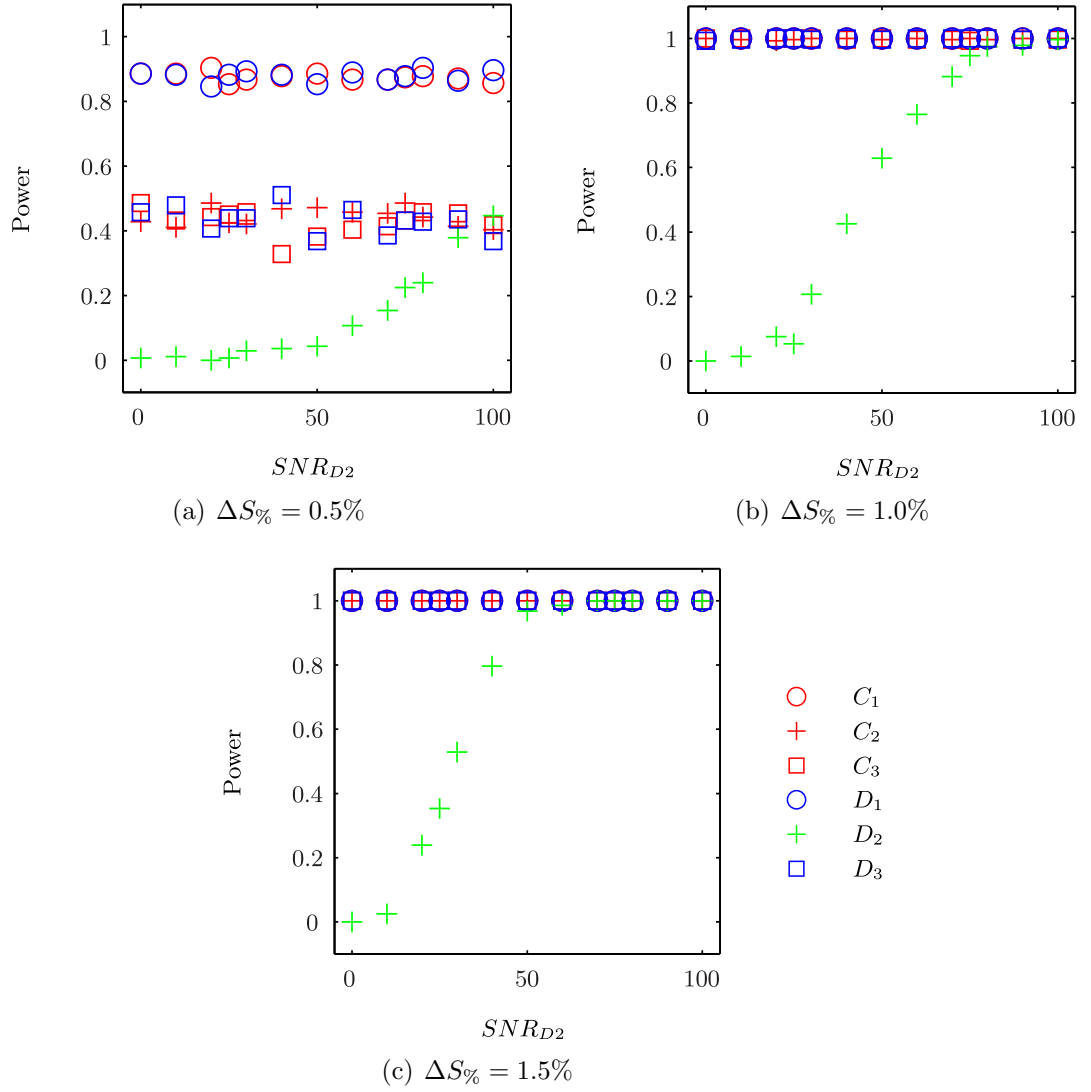 1
0.8
0.6
0.4
0.2
0
Power
0 50 100
SNR_{D2}
(a) ΔS_% = 0.5%
1
0.8
0.6
0.4
0.2
0
Power
0 50 100
SNR_{D2}
(b) ΔS_% = 1.0%
1
0.8
0.6
0.4
0.2
0
Power
0 50 100
SNR_{D2}
(c) ΔS_% = 1.5%
C_1
C_2
C_3
D_1
D_2
D_3